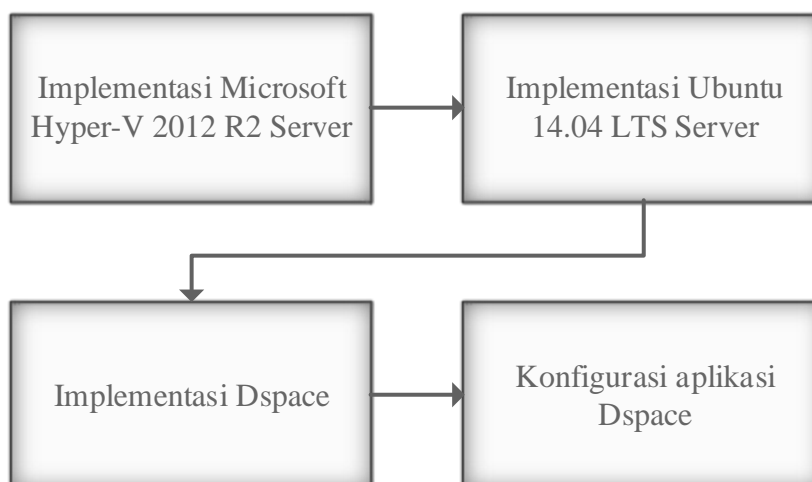 Implementasi Microsoft
Hyper-V 2012 R2 Server
Implementasi Ubuntu
14.04 LTS Server
Implementasi Dspace
Konfigurasi aplikasi
Dspace